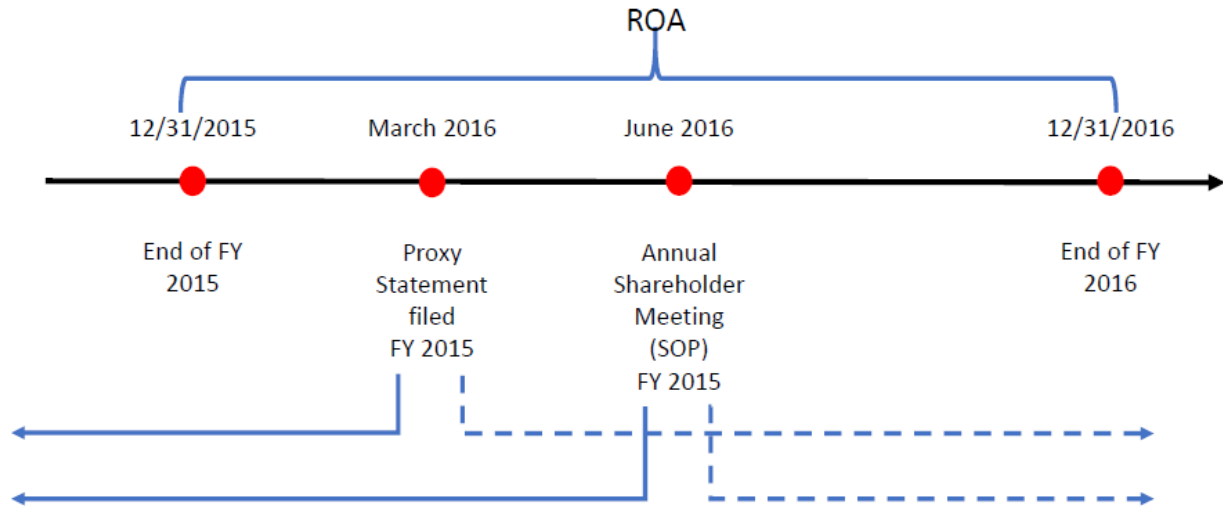 ROA
12/31/2015
March 2016
June 2016
12/31/2016
End of FY
2015
Proxy
Statement
filed
FY 2015
Annual
Shareholder
Meeting
(SOP)
FY 2015
End of FY
2016